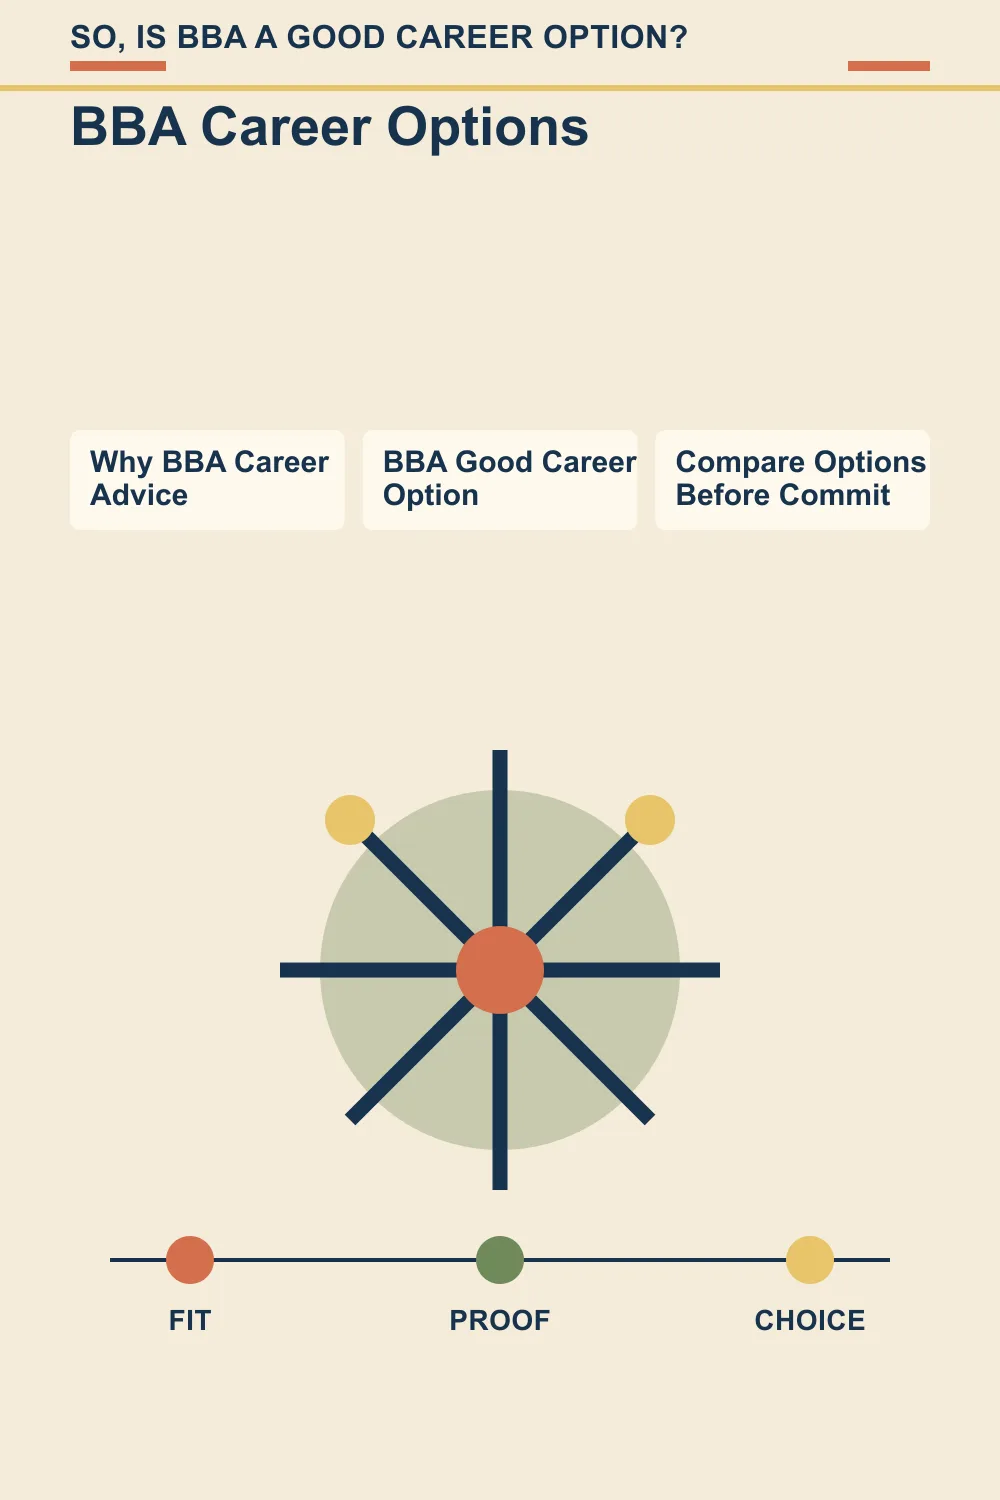 SO, IS BBA A GOOD CAREER OPTION?
BBA Career Options
Why BBA Career
Advice
BBA Good Career
Option
Compare Options
Before Commit
FIT
PROOF
CHOICE